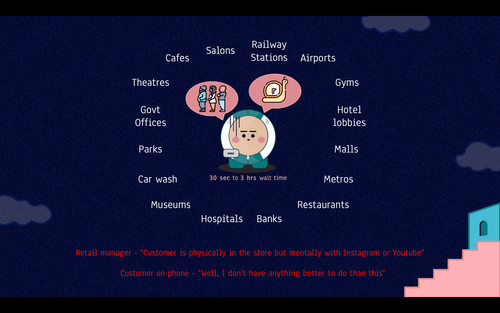 Salons
Railway
Stations
Cafes
Airports
Theatres
Gyms
Govt
Offices
Hotel
lobbies
Parks
Malls
Car wash
30 sec to 3 hrs wait time
Metros
Museums
Restaurants
Hospitals
Banks
Retail manager - "Customer is physically in the store but mentally with Instagram or Youtube"
Customer on phone - "Well, I don't have anything better to do than this"